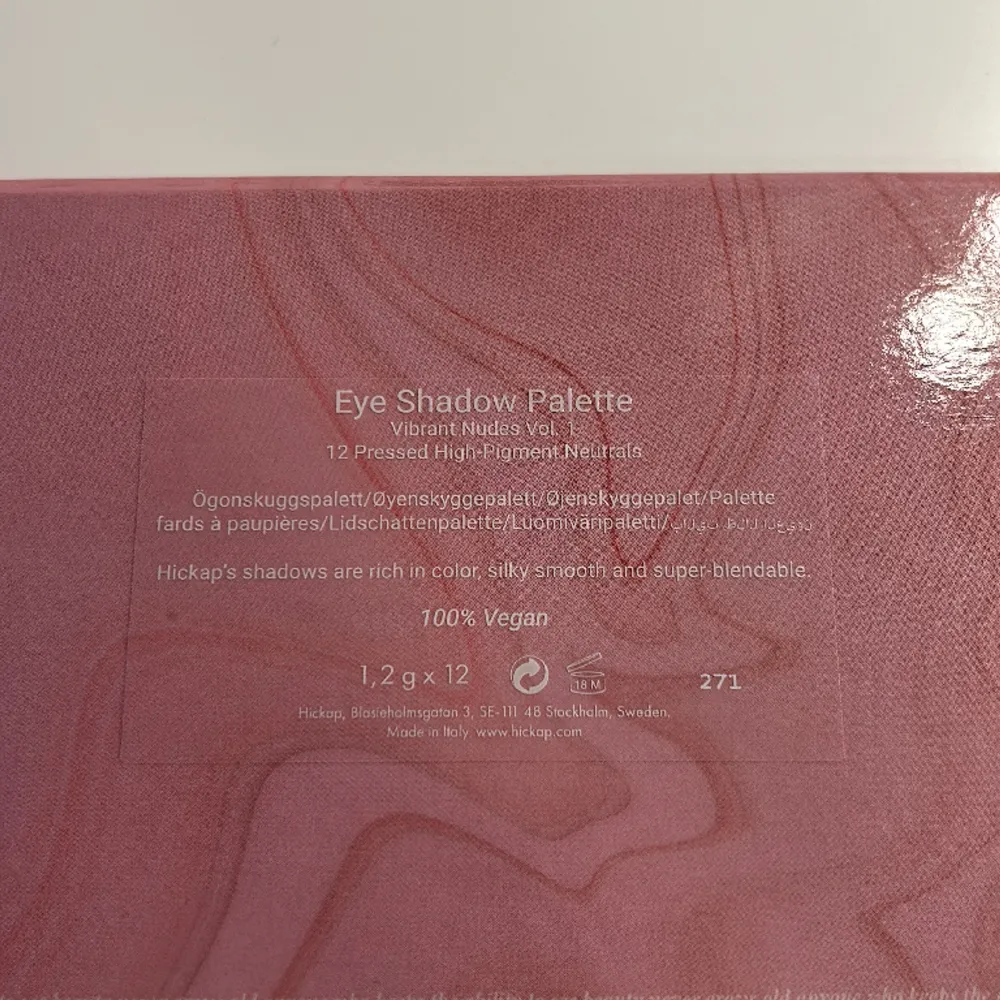 Eye Shadow Palette
Vibrant Nudes Vol. 1
12 Pressed High-Pigment Neutrals
Ögonskuggspalett/Øyenskyggepalett/Øjenskyggepalet/Palette
fards à paupières/Lidschattenpalette/Luomiväripaletti/
Hickap's shadows are rich in color, silky smooth and super-blendable.
100% Vegan
1,2 g x 12
18 M
271
Hickap, Blasieholmsgatan 3, SE-111 48 Stockholm, Sweden.
Made in Italy. www.hickap.com